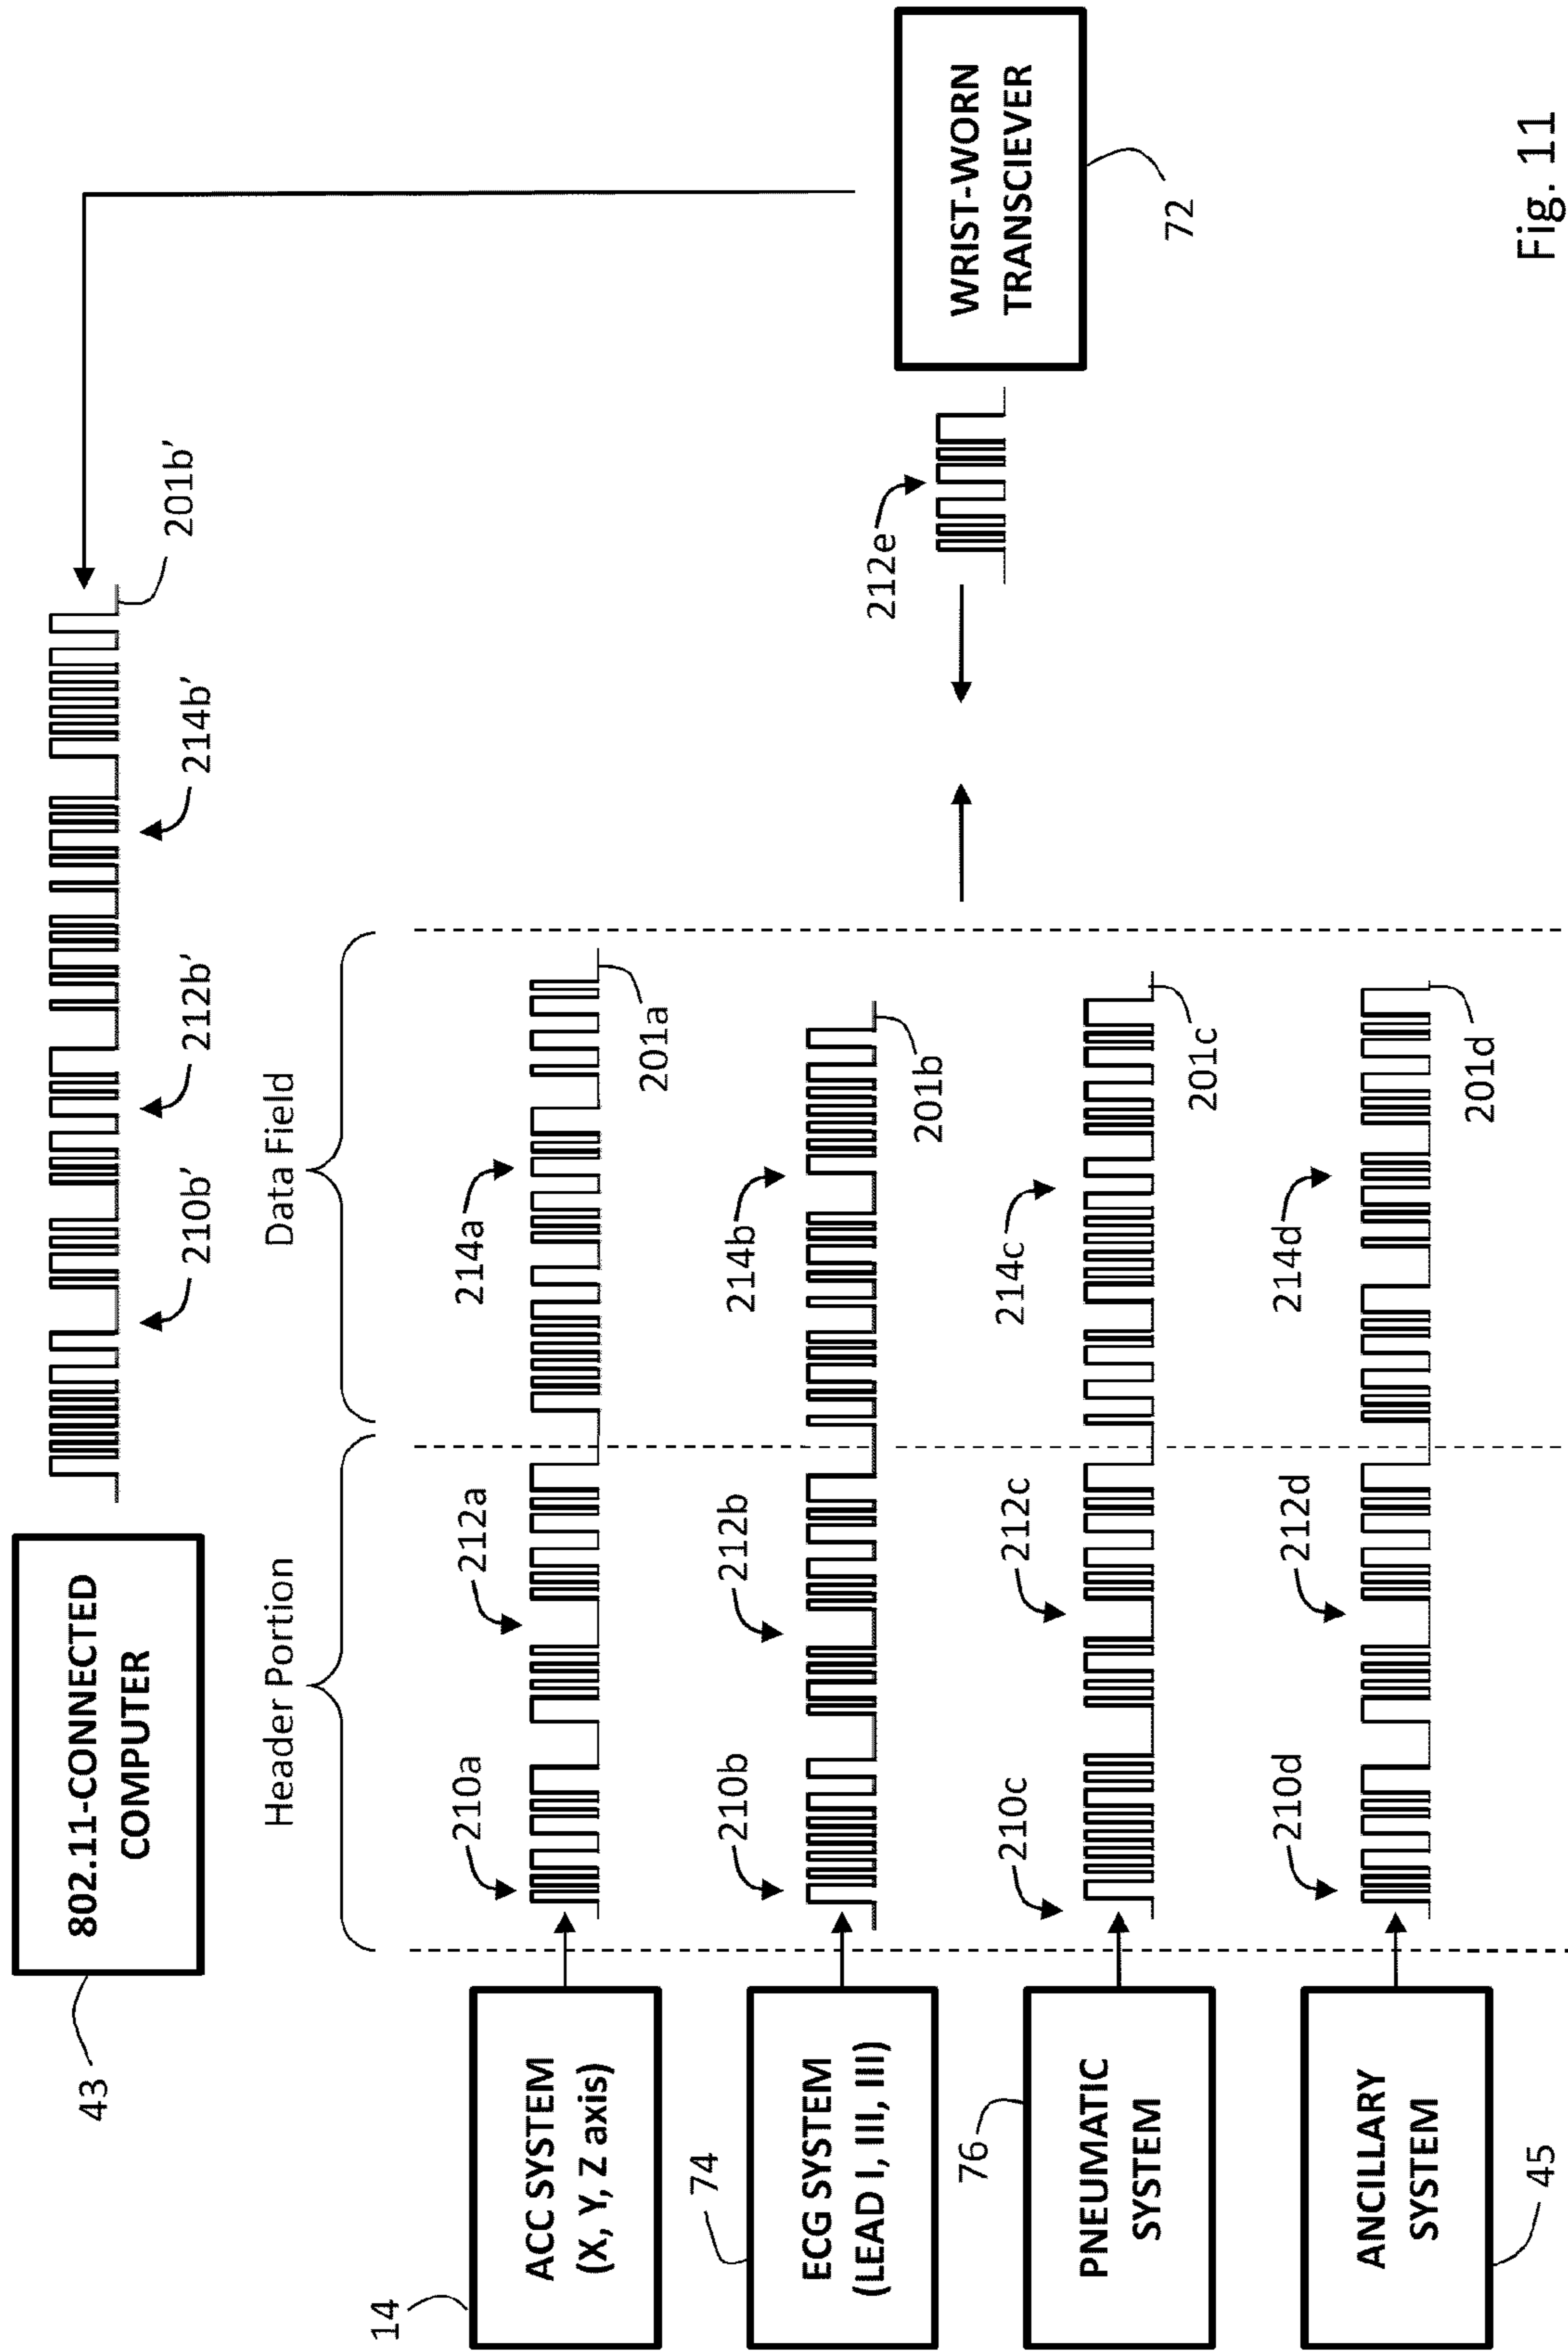 43
802.11-CONNECTED
COMPUTER
210b'
212b'
214b'
201b'
Header Portion
Data Field
14
ACC SYSTEM
(X, Y, Z axis)
210a
212a
214a
201a
74
ECG SYSTEM
(LEAD I, III, III)
210b
212b
214b
201b
76
PNEUMATIC
SYSTEM
210c
212c
214c
201c
ANCILLARY
SYSTEM
45
210d
212d
214d
201d
212e
WRIST-WORN
TRANSCIEVER
72
Fig. 11